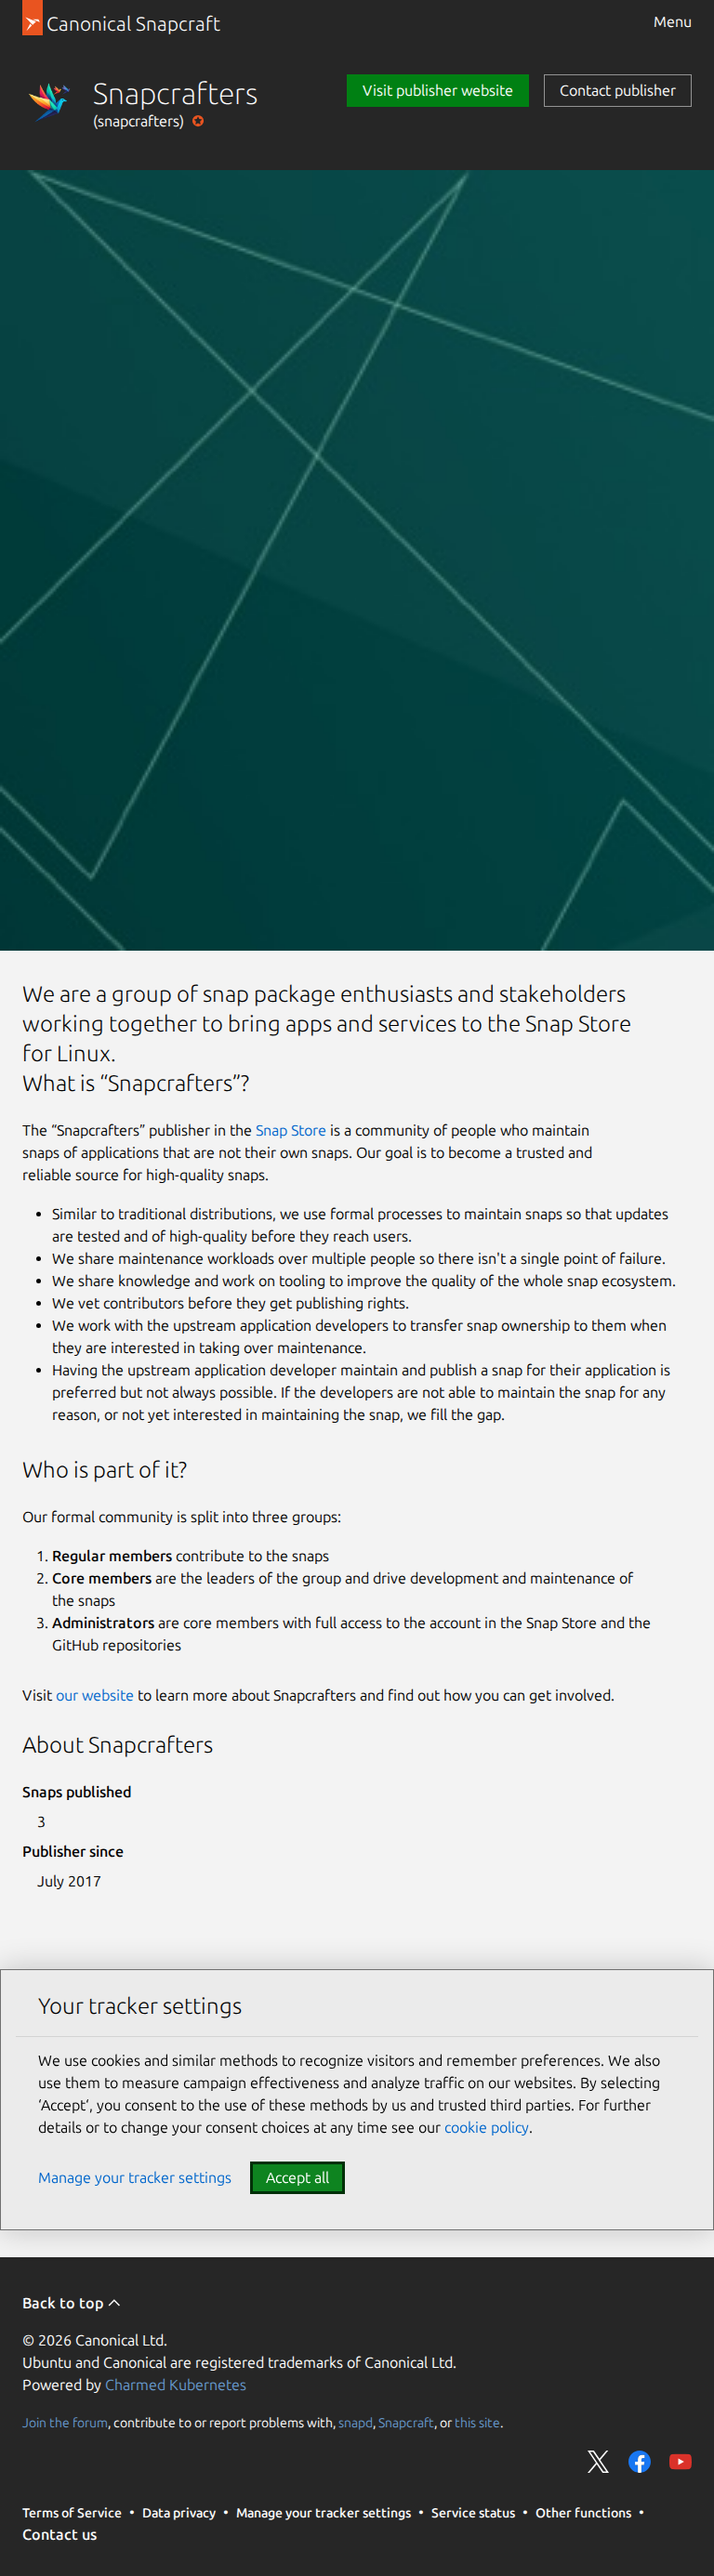 Canonical Snapcraft
Menu
Snapcrafters
(snapcrafters)
Visit publisher website
Contact publisher
We are a group of snap package enthusiasts and stakeholders
working together to bring apps and services to the Snap Store
for Linux.
What is “Snapcrafters”?
The “Snapcrafters” publisher in the Snap Store is a community of people who maintain
snaps of applications that are not their own snaps. Our goal is to become a trusted and
reliable source for high-quality snaps.
• Similar to traditional distributions, we use formal processes to maintain snaps so that updates
are tested and of high-quality before they reach users.
• We share maintenance workloads over multiple people so there isn't a single point of failure.
• We share knowledge and work on tooling to improve the quality of the whole snap ecosystem.
• We vet contributors before they get publishing rights.
• We work with the upstream application developers to transfer snap ownership to them when
they are interested in taking over maintenance.
• Having the upstream application developer maintain and publish a snap for their application is
preferred but not always possible. If the developers are not able to maintain the snap for any
reason, or not yet interested in maintaining the snap, we fill the gap.
Who is part of it?
Our formal community is split into three groups:
1. Regular members contribute to the snaps
2. Core members are the leaders of the group and drive development and maintenance of
the snaps
3. Administrators are core members with full access to the account in the Snap Store and the
GitHub repositories
Visit our website to learn more about Snapcrafters and find out how you can get involved.
About Snapcrafters
Snaps published
3
Publisher since
July 2017
Your tracker settings
We use cookies and similar methods to recognize visitors and remember preferences. We also
use them to measure campaign effectiveness and analyze traffic on our websites. By selecting
‘Accept‘, you consent to the use of these methods by us and trusted third parties. For further
details or to change your consent choices at any time see our cookie policy.
Manage your tracker settings
Accept all
Back to top
© 2026 Canonical Ltd.
Ubuntu and Canonical are registered trademarks of Canonical Ltd.
Powered by Charmed Kubernetes
Join the forum, contribute to or report problems with, snapd, Snapcraft, or this site.
Terms of Service • Data privacy • Manage your tracker settings • Service status • Other functions •
Contact us